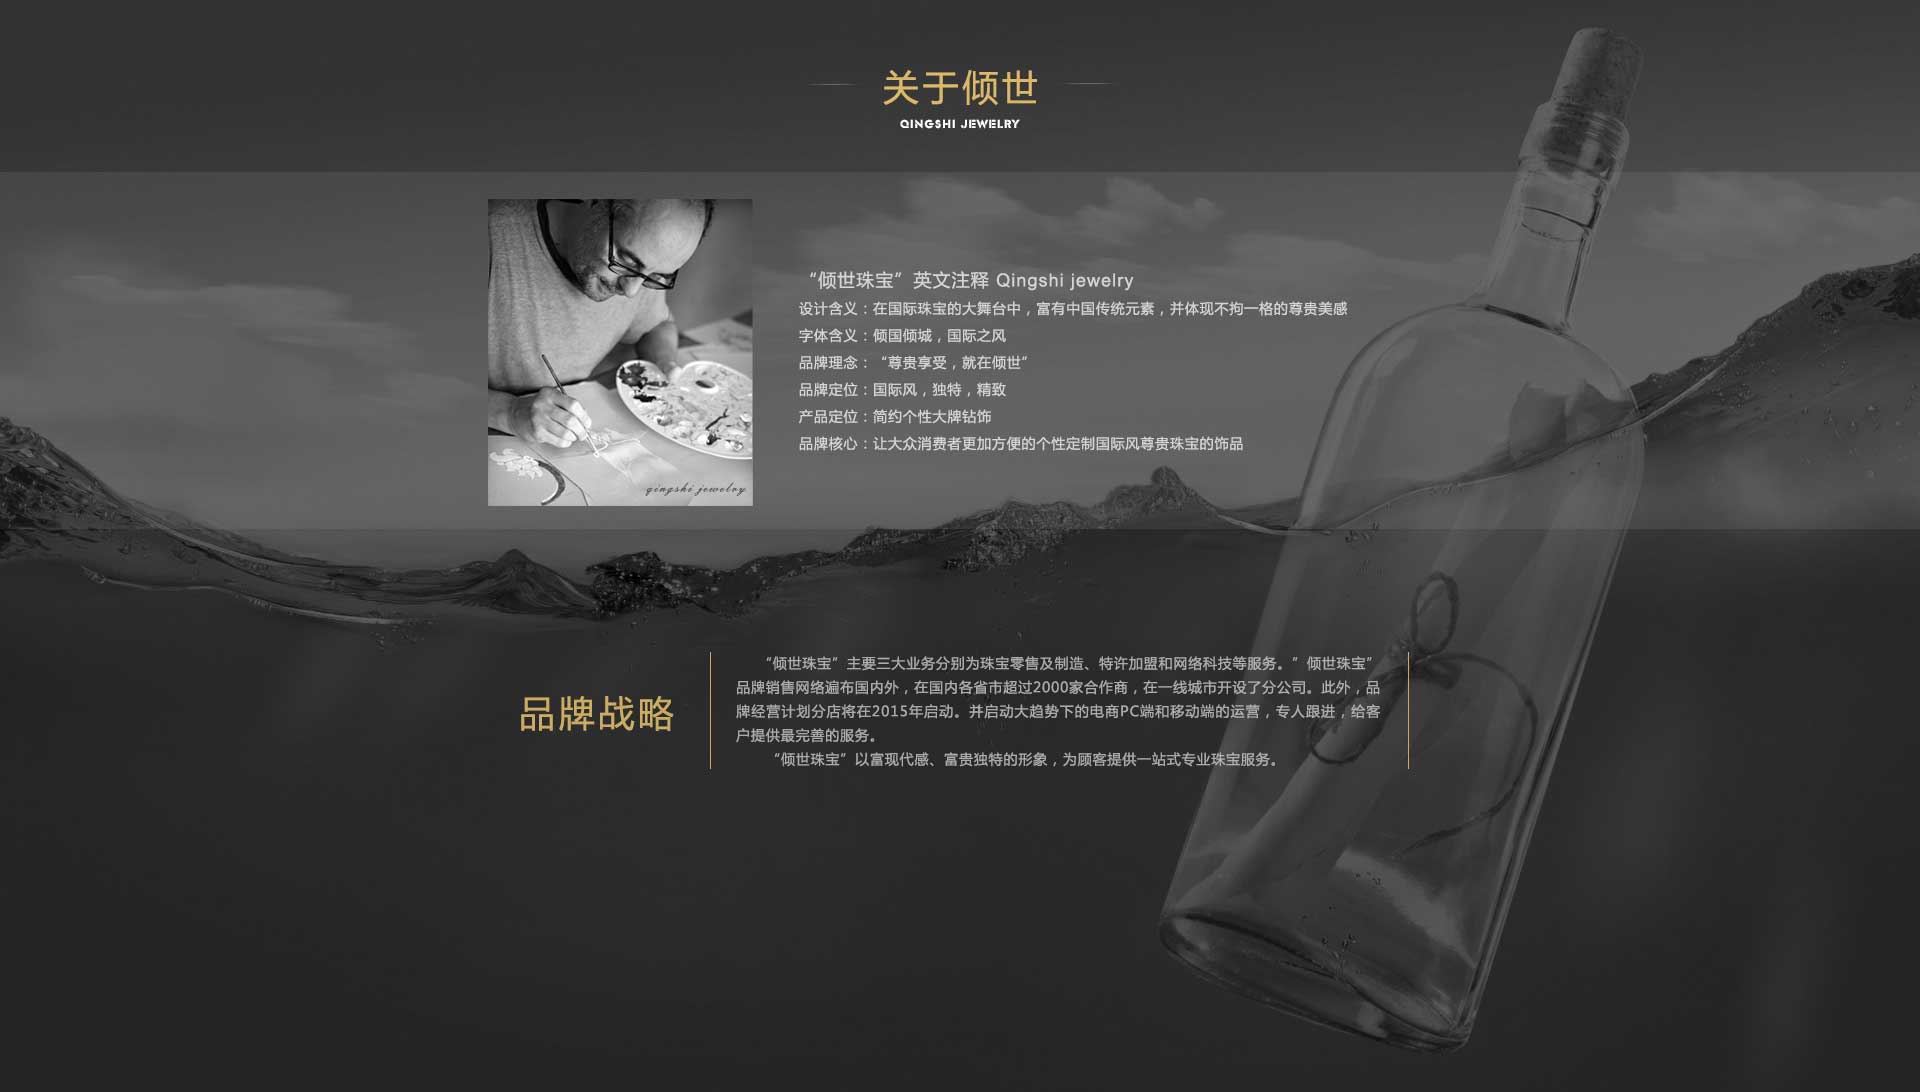 关于倾世
QINGSHI JEWELRY
“倾世珠宝”英文注释 Qingshi jewelry
设计含义：在国际珠宝的大舞台中，富有中国传统元素，并体现不拘一格的尊贵美感
字体含义：倾国倾城，国际之风
品牌理念：“尊贵享受，就在倾世”
品牌定位：国际风，独特，精致
产品定位：简约个性大牌钻饰
品牌核心：让大众消费者更加方便的个性定制国际风尊贵珠宝的饰品
qingshi jewelry
品牌战略
“倾世珠宝”主要三大业务分别为珠宝零售及制造、特许加盟和网络科技等服务。”倾世珠宝”
品牌销售网络遍布国内外，在国内各省市超过2000家合作商，在一线城市开设了分公司。此外，品
牌经营计划分店将在2015年启动。并启动大趋势下的电商PC端和移动端的运营，专人跟进，给客
户提供最完善的服务。
“倾世珠宝”以富现代感、富贵独特的形象，为顾客提供一站式专业珠宝服务。